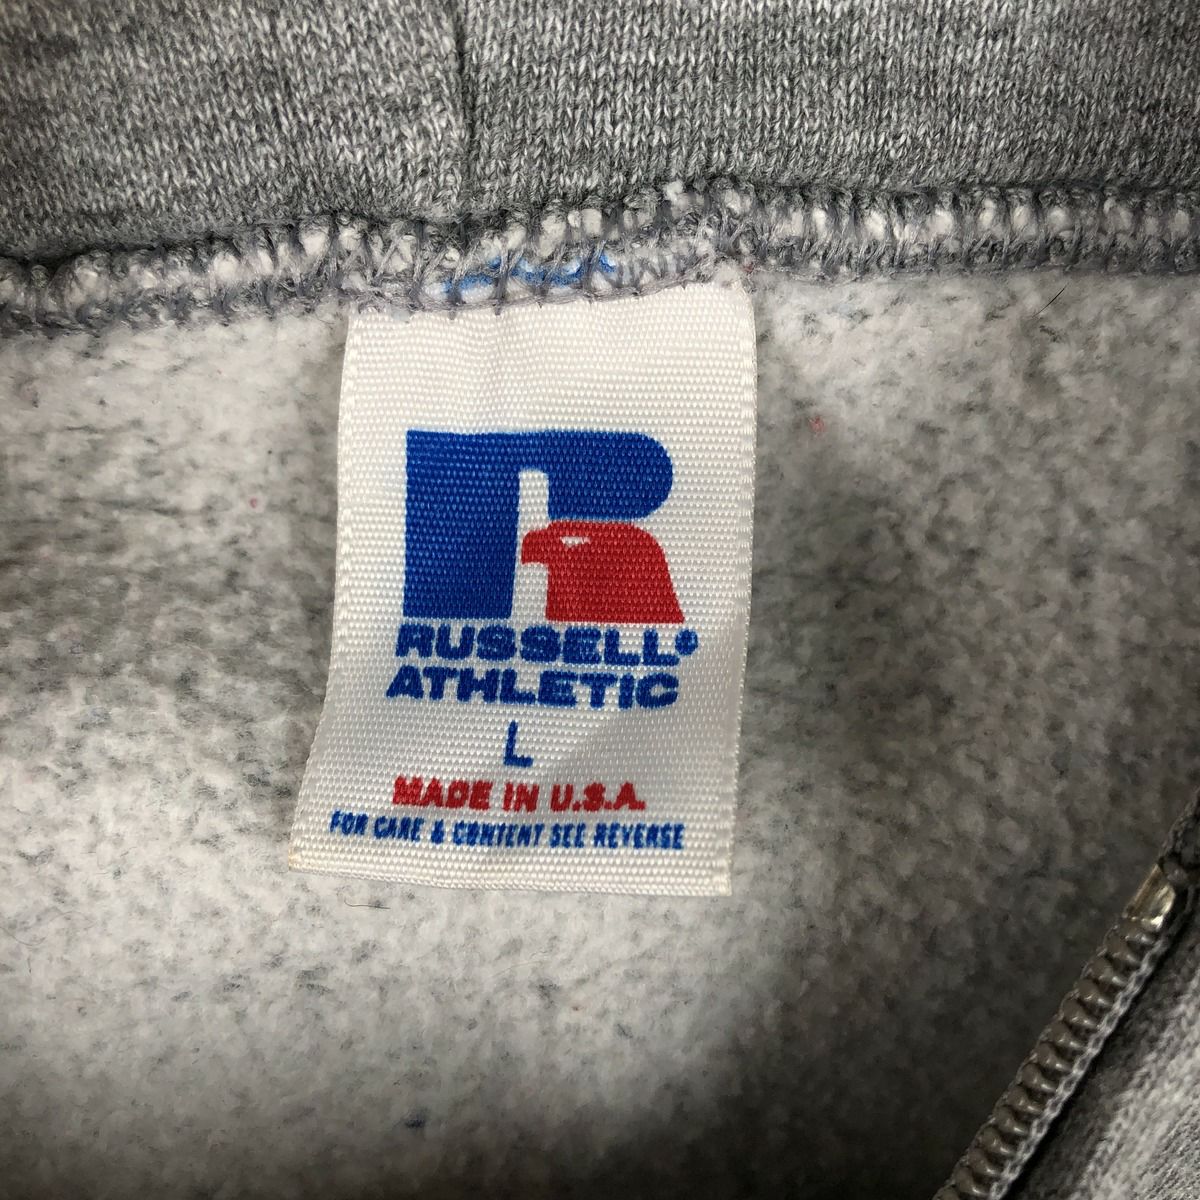 R
RUSSELL®
ATHLETIC
L
MADE IN U.S.A.
FOR CARE & CONTENT SEE REVERSE